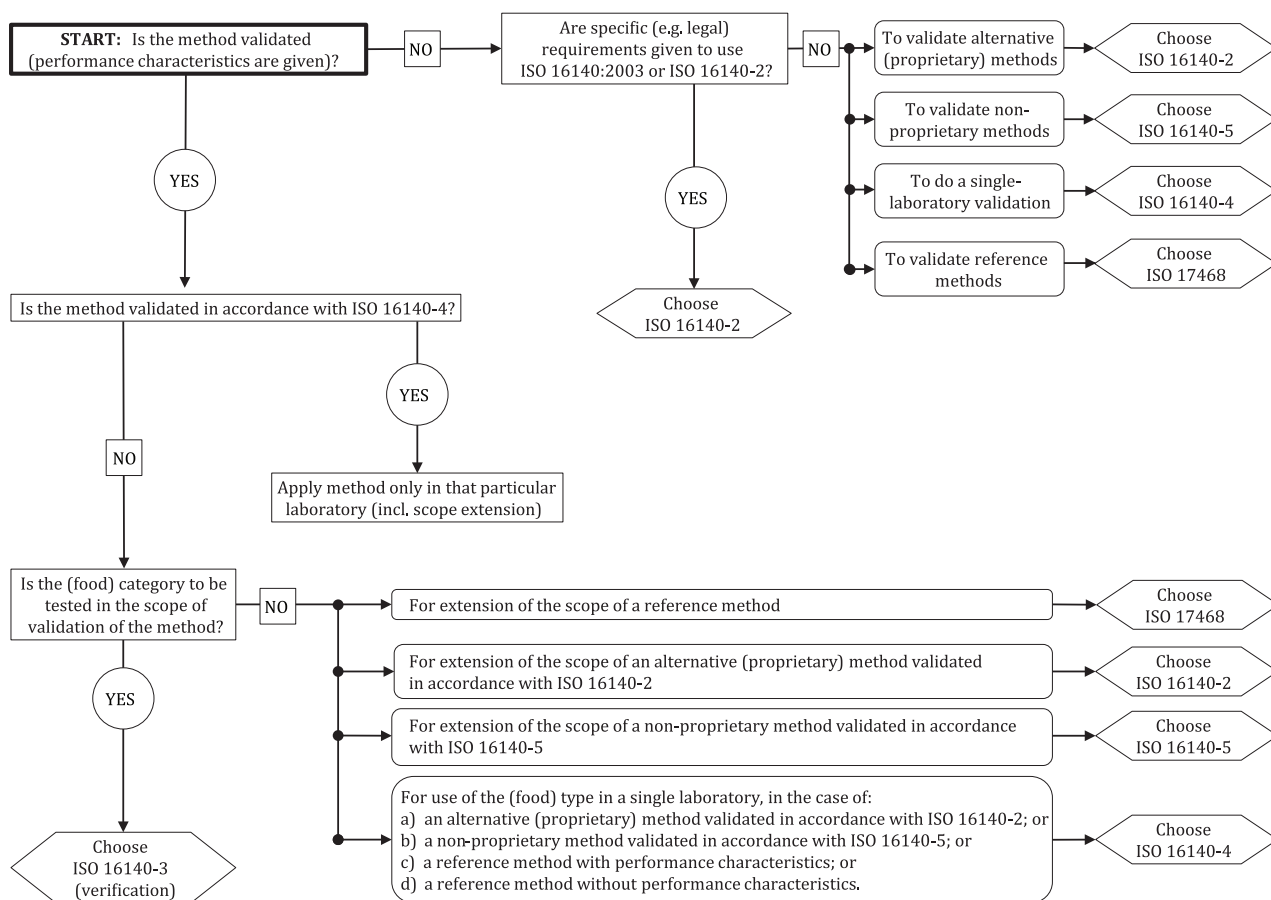 START: Is the method validated
(performance characteristics are given)?
NO
Are specific (e.g. legal)
requirements given to use
ISO 16140:2003 or ISO 16140-2?
NO
To validate alternative
(proprietary) methods
Choose
ISO 16140-2
To validate non-
proprietary methods
Choose
ISO 16140-5
To do a single-
laboratory validation
Choose
ISO 16140-4
To validate reference
methods
Choose
ISO 17468
YES
YES
Choose
ISO 16140-2
Is the method validated in accordance with ISO 16140-4?
YES
NO
Apply method only in that particular
laboratory (incl. scope extension)
Is the (food) category to be
tested in the scope of
validation of the method?
NO
For extension of the scope of a reference method
Choose
ISO 17468
For extension of the scope of an alternative (proprietary) method validated
in accordance with ISO 16140-2
Choose
ISO 16140-2
For extension of the scope of a non-proprietary method validated in accordance
with ISO 16140-5
Choose
ISO 16140-5
For use of the (food) type in a single laboratory, in the case of:
a) an alternative (proprietary) method validated in accordance with ISO 16140-2; or
b) a non-proprietary method validated in accordance with ISO 16140-5; or
c) a reference method with performance characteristics; or
d) a reference method without performance characteristics.
Choose
ISO 16140-4
YES
Choose
ISO 16140-3
(verification)